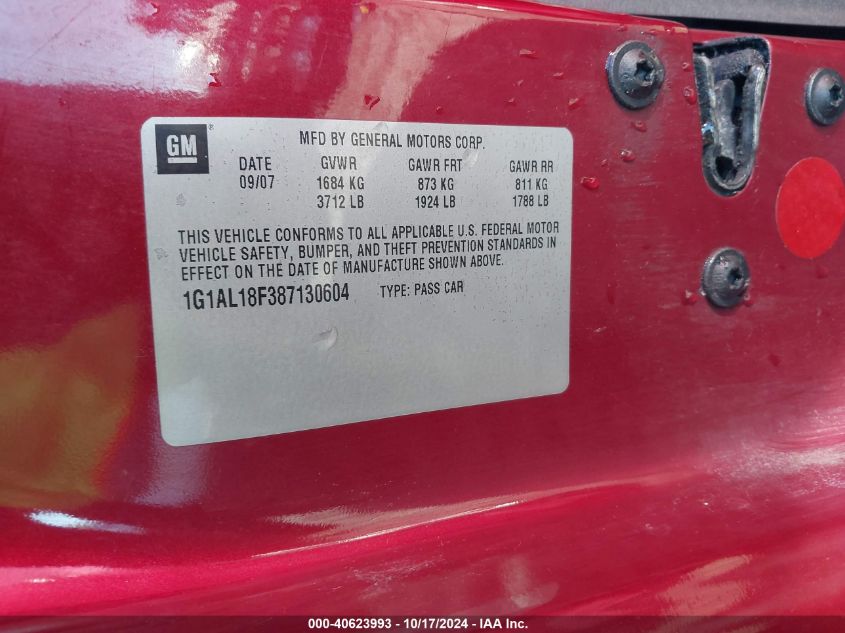 GM®
MFD BY GENERAL MOTORS CORP.
DATE GVWR GAWR FRT GAWR RR
09/07 1684 KG 873 KG 811 KG
3712 LB 1924 LB 1788 LB
THIS VEHICLE CONFORMS TO ALL APPLICABLE U.S. FEDERAL MOTOR
VEHICLE SAFETY, BUMPER, AND THEFT PREVENTION STANDARDS IN
EFFECT ON THE DATE OF MANUFACTURE SHOWN ABOVE.
1G1AL18F387130604 TYPE: PASS CAR
000-40623993 - 10/17/2024 - IAA Inc.